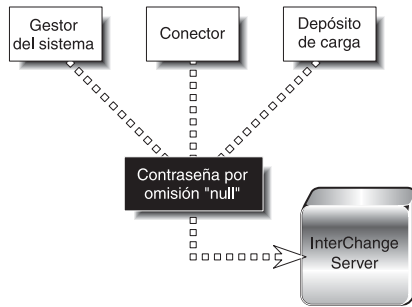 Gestor
del sistema
Conector
Depósito
de carga
Contraseña por
omisión "null"
InterChange
Server